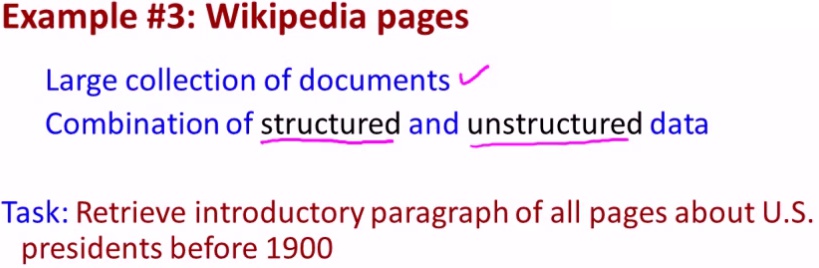 Example #3: Wikipedia pages
Large collection of documents
Combination of structured and unstructured data
Task: Retrieve introductory paragraph of all pages about U.S.
presidents before 1900